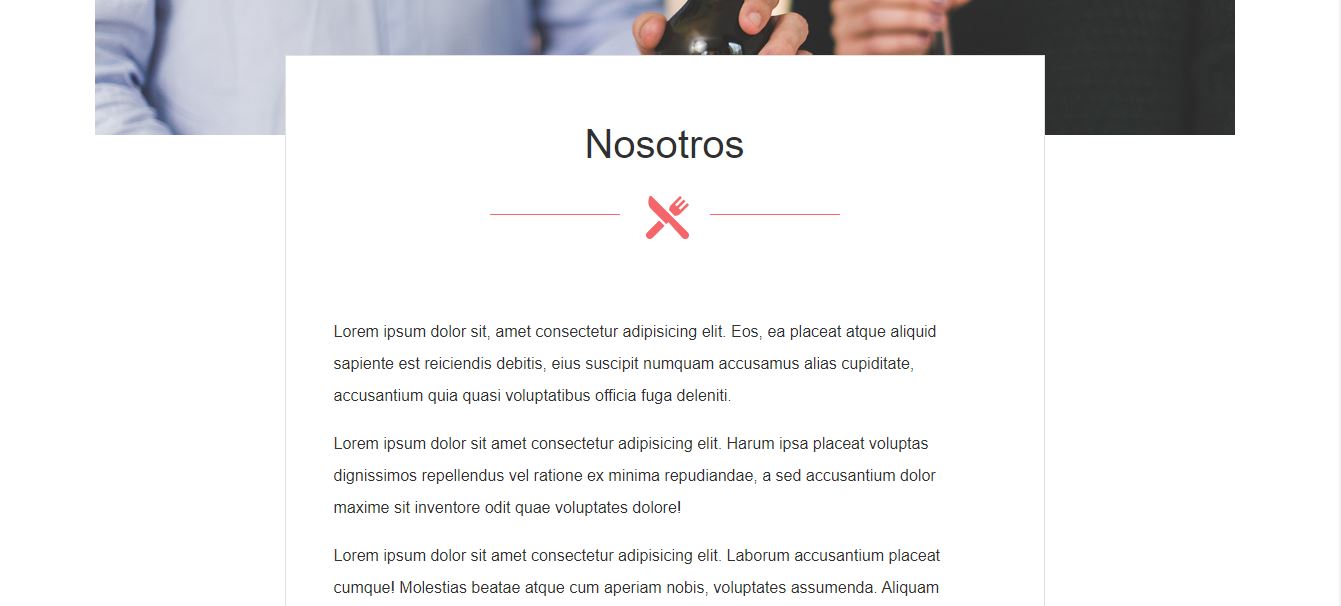 Nosotros
Lorem ipsum dolor sit, amet consectetur adipisicing elit. Eos, ea placeat atque aliquid
sapiente est reiciendis debitis, eius suscipit numquam accusamus alias cupiditate,
accusantium quia quasi voluptatibus officia fuga deleniti.
Lorem ipsum dolor sit amet consectetur adipisicing elit. Harum ipsa placeat voluptas
dignissimos repellendus vel ratione ex minima repudiandae, a sed accusantium dolor
maxime sit inventore odit quae voluptates dolore!
Lorem ipsum dolor sit amet consectetur adipisicing elit. Laborum accusantium placeat
cumque! Molestias beatae atque cum aperiam nobis, voluptates assumenda. Aliquam